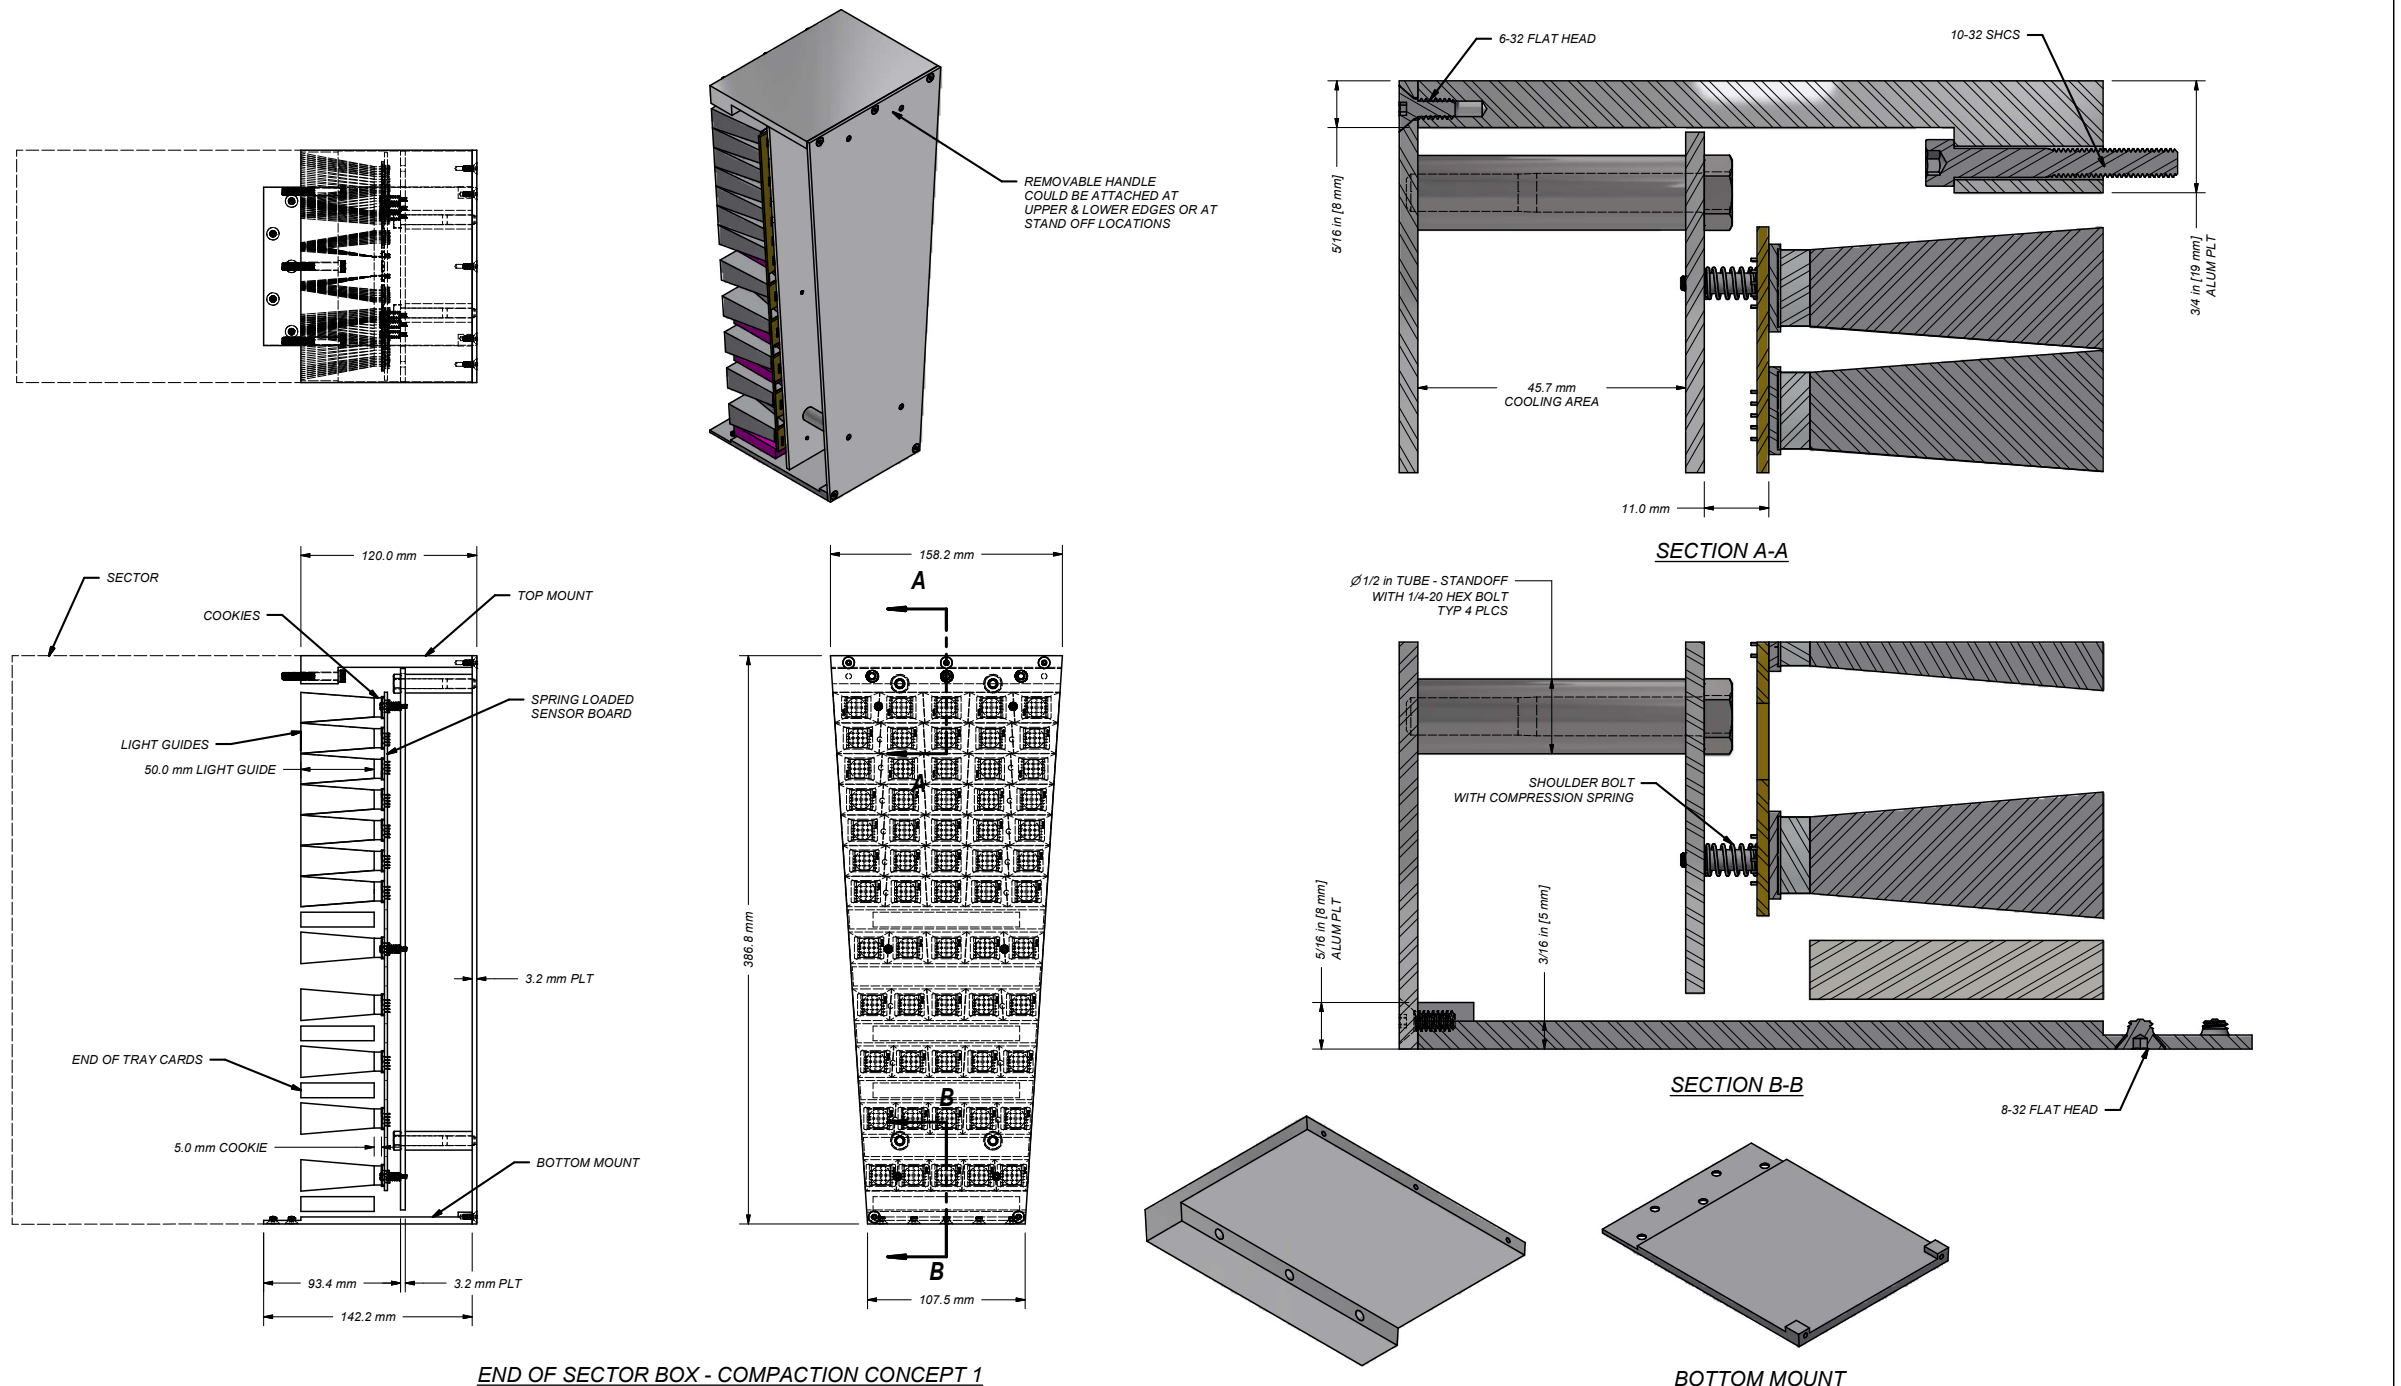 6-32 FLAT HEAD
10-32 SHCS
REMOVABLE HANDLE
COULD BE ATTACHED AT
UPPER & LOWER EDGES OR AT
STAND OFF LOCATIONS
5/16 in [8 mm]
3/4 in [19 mm]
ALUM PLT
45.7 mm
COOLING AREA
11.0 mm
SECTION A-A
120.0 mm
158.2 mm
SECTOR
COOKIES
TOP MOUNT
A
SPRING LOADED
SENSOR BOARD
LIGHT GUIDES
50.0 mm LIGHT GUIDE
A
386.8 mm
3.2 mm PLT
END OF TRAY CARDS
5.0 mm COOKIE
BOTTOM MOUNT
B
B
93.4 mm
3.2 mm PLT
142.2 mm
107.5 mm
Ø1/2 in TUBE - STANDOFF
WITH 1/4-20 HEX BOLT
TYP 4 PLCS
SHOULDER BOLT
WITH COMPRESSION SPRING
5/16 in [8 mm]
ALUM PLT
3/16 in [5 mm]
SECTION B-B
8-32 FLAT HEAD
END OF SECTOR BOX - COMPACTION CONCEPT 1
BOTTOM MOUNT